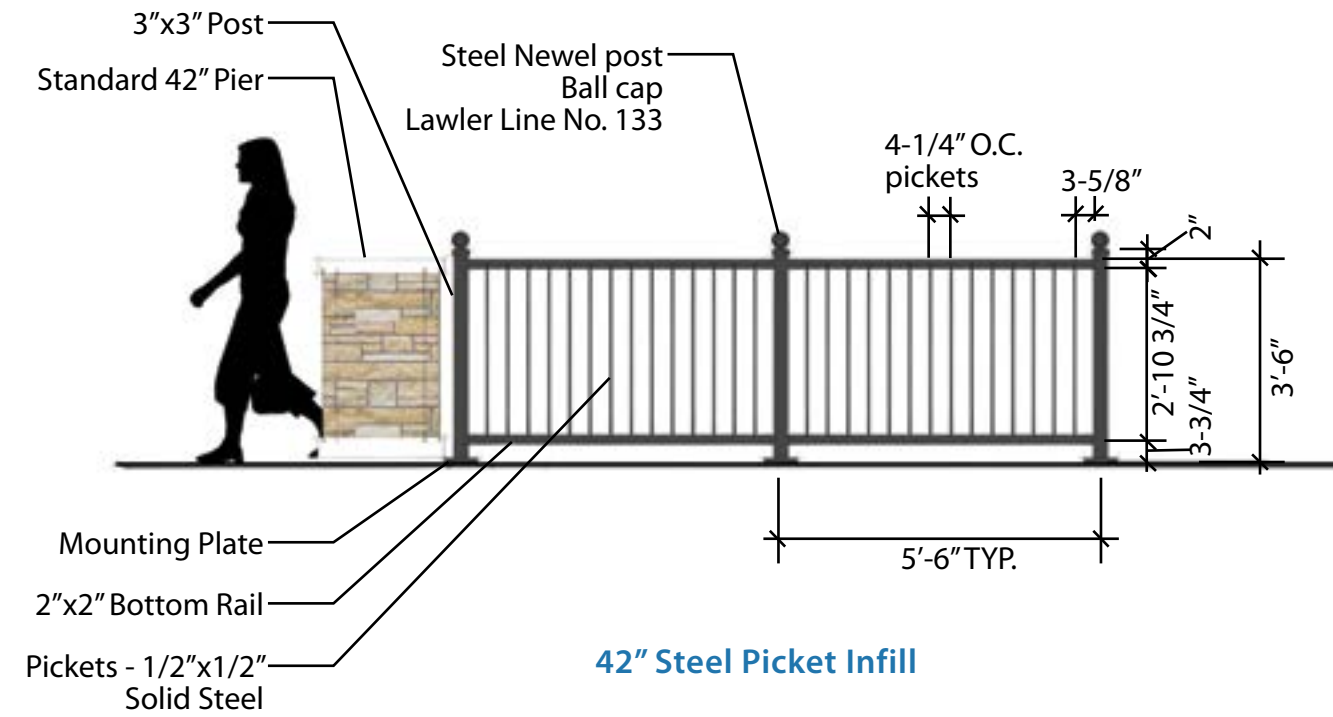 3”x3” Post
Standard 42” Pier
Steel Newel post
Ball cap
Lawler Line No. 133
4-1/4” O.C.
pickets
3-5/8”
2”
2’-10 3/4”
3-3/4”
3’-6”
5’-6” TYP.
Mounting Plate
2”x2” Bottom Rail
Pickets - 1/2”x1/2”
Solid Steel
42” Steel Picket Infill